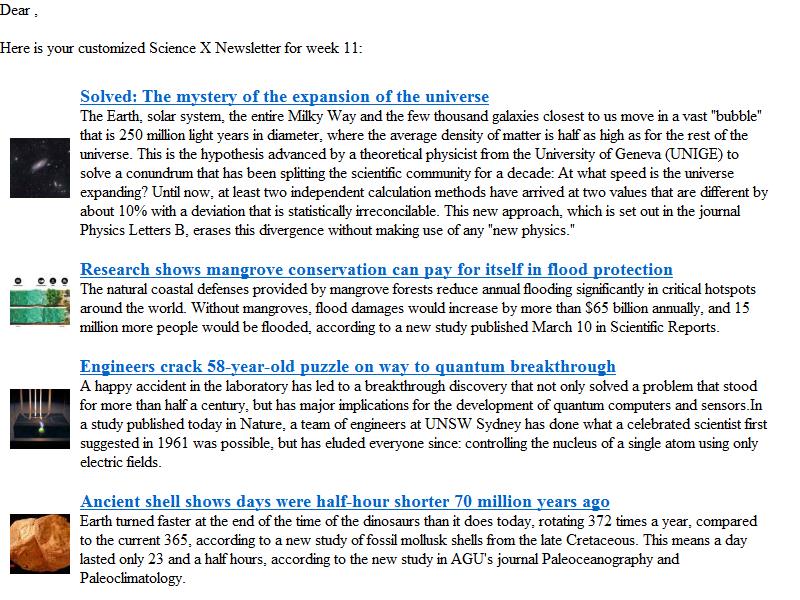 Dear ,
Here is your customized Science X Newsletter for week 11:
Solved: The mystery of the expansion of the universe
The Earth, solar system, the entire Milky Way and the few thousand galaxies closest to us move in a vast "bubble"
that is 250 million light years in diameter, where the average density of matter is half as high as for the rest of the
universe. This is the hypothesis advanced by a theoretical physicist from the University of Geneva (UNIGE) to
solve a conundrum that has been splitting the scientific community for a decade: At what speed is the universe
expanding? Until now, at least two independent calculation methods have arrived at two values that are different by
about 10% with a deviation that is statistically irreconcilable. This new approach, which is set out in the journal
Physics Letters B, erases this divergence without making use of any "new physics."
Research shows mangrove conservation can pay for itself in flood protection
The natural coastal defenses provided by mangrove forests reduce annual flooding significantly in critical hotspots
around the world. Without mangroves, flood damages would increase by more than $65 billion annually, and 15
million more people would be flooded, according to a new study published March 10 in Scientific Reports.
Engineers crack 58-year-old puzzle on way to quantum breakthrough
A happy accident in the laboratory has led to a breakthrough discovery that not only solved a problem that stood
for more than half a century, but has major implications for the development of quantum computers and sensors.In
a study published today in Nature, a team of engineers at UNSW Sydney has done what a celebrated scientist first
suggested in 1961 was possible, but has eluded everyone since: controlling the nucleus of a single atom using only
electric fields.
Ancient shell shows days were half-hour shorter 70 million years ago
Earth turned faster at the end of the time of the dinosaurs than it does today, rotating 372 times a year, compared
to the current 365, according to a new study of fossil mollusk shells from the late Cretaceous. This means a day
lasted only 23 and a half hours, according to the new study in AGU's journal Paleoceanography and
Paleoclimatology.